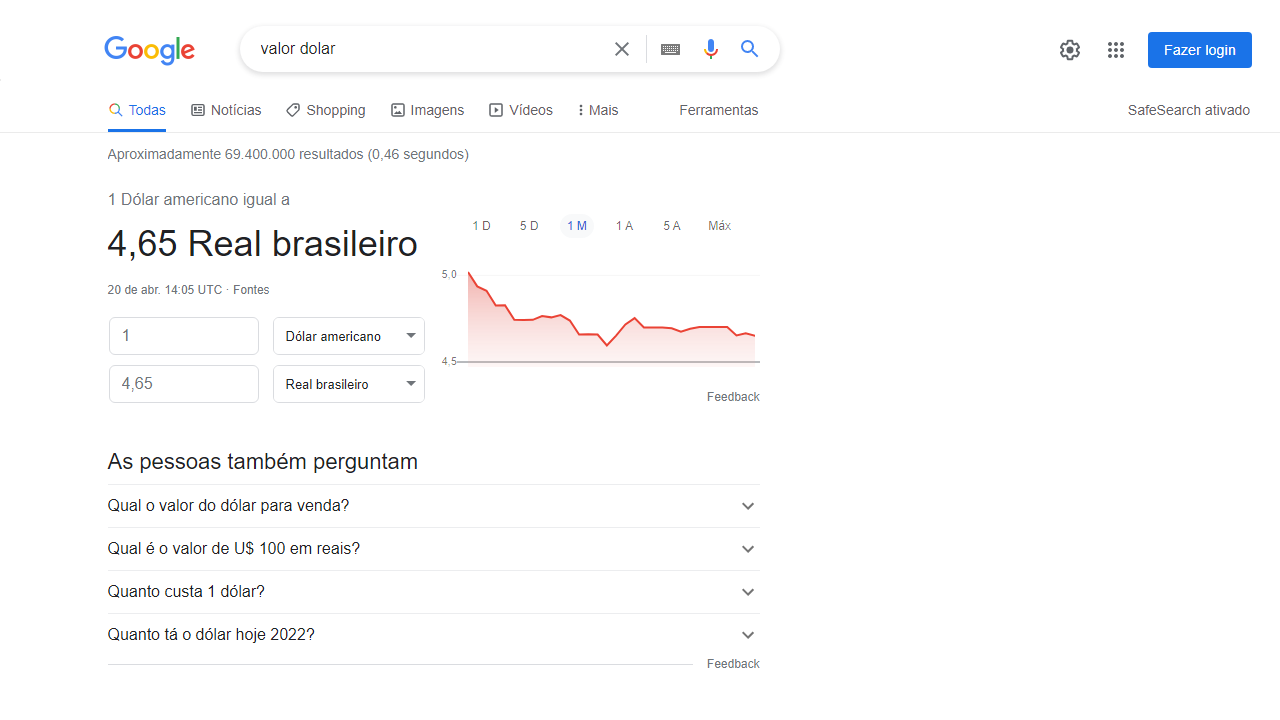 Google
valor dolar
Fazer login
Todas
Notícias
Shopping
Imagens
Vídeos
Mais
Ferramentas
SafeSearch ativado
Aproximadamente 69.400.000 resultados (0,46 segundos)
1 Dólar americano igual a
4,65 Real brasileiro
20 de abr. 14:05 UTC · Fontes
1 Dólar americano
4,65 Real brasileiro
1 D 5 D 1 M 1 A 5 A Máx
5,0
4,5
Feedback
As pessoas também perguntam
Qual o valor do dólar para venda?
Qual é o valor de U$ 100 em reais?
Quanto custa 1 dólar?
Quanto tá o dólar hoje 2022?
Feedback